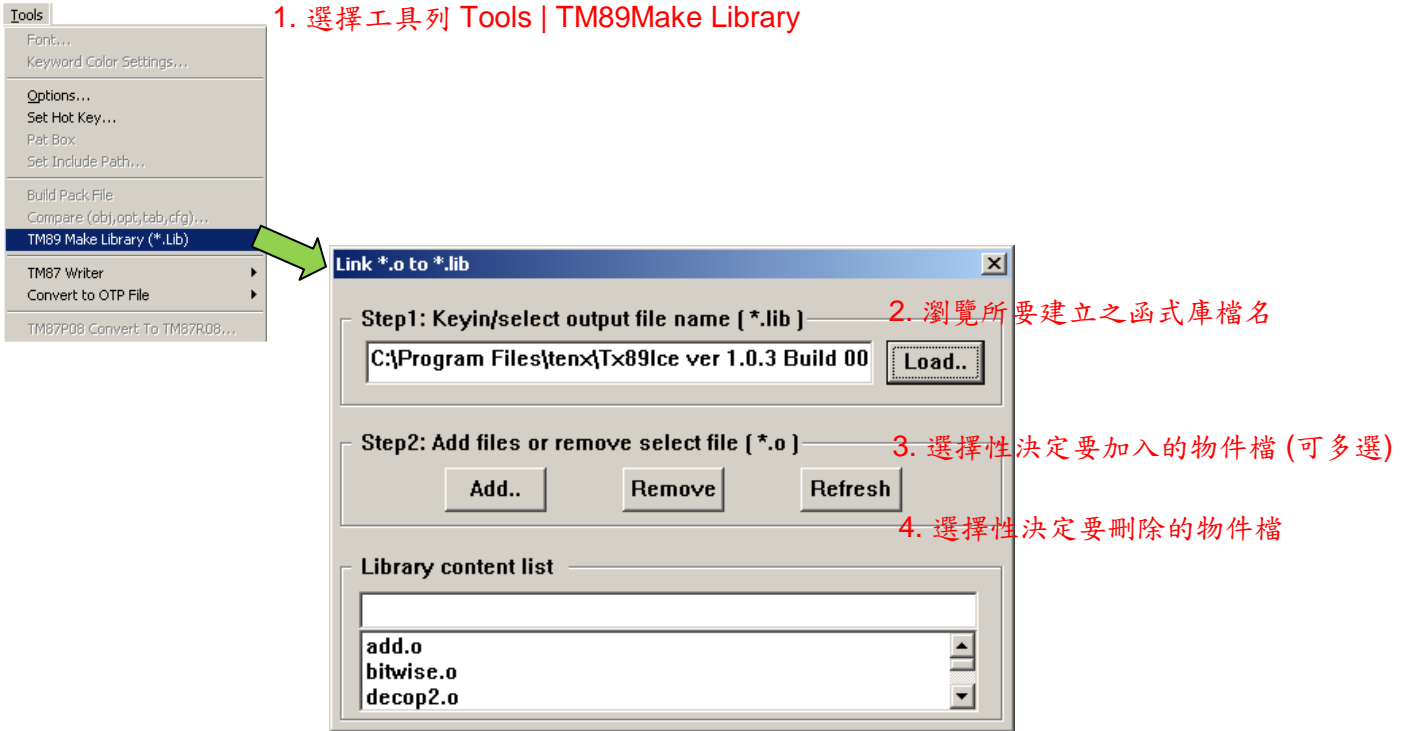 Tools
1. 選擇工具列 Tools | TM89Make Library
Font...
Keyword Color Settings...
Options...
Set Hot Key...
Pat Box
Set Include Path...
Build Pack File
Compare (obj,opt,tab,cfg)...
TM89 Make Library (*.Lib)
TM87 Writer
Convert to OTP File
TM87P08 Convert To TM87R08...
Link *.o to *.lib
Step1: Keyin/select output file name ( *.lib )
2. 瀏覽所要建立之函式庫檔名
C:\Program Files\tenx\Tx89Ice ver 1.0.3 Build 00
Load..
Step2: Add files or remove select file ( *.o )
3. 選擇性決定要加入的物件檔 (可多選)
Add.. Remove Refresh
4. 選擇性決定要刪除的物件檔
Library content list
add.o
bitwise.o
decop2.o